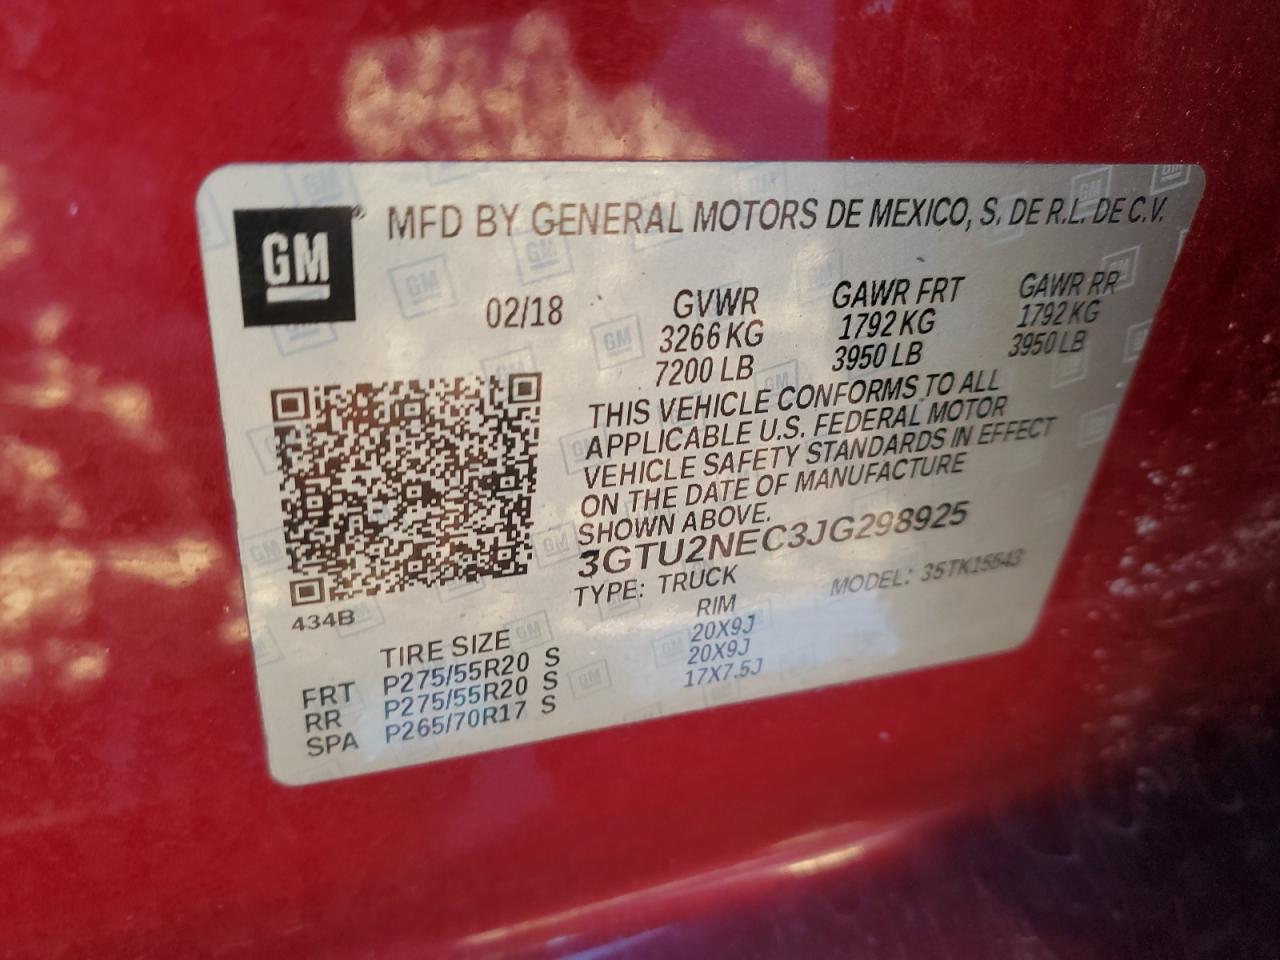 GM MFD BY GENERAL MOTORS DE MEXICO, S. DE R.L. DE C.V.
02/18 GVWR GAWR FRT GAWR RR
3266 KG 1792 KG 1792 KG
7200 LB 3950 LB 3950 LB
THIS VEHICLE CONFORMS TO ALL
APPLICABLE U.S. FEDERAL MOTOR
VEHICLE SAFETY STANDARDS IN EFFECT
ON THE DATE OF MANUFACTURE
SHOWN ABOVE.
3GTU2NEC3JG298925
TYPE: TRUCK MODEL: 35TK15543
434B
TIRE SIZE RIM
FRT P275/55R20 S 20X9J
RR P275/55R20 S 20X9J
SPA P265/70R17 S 17X7.5J